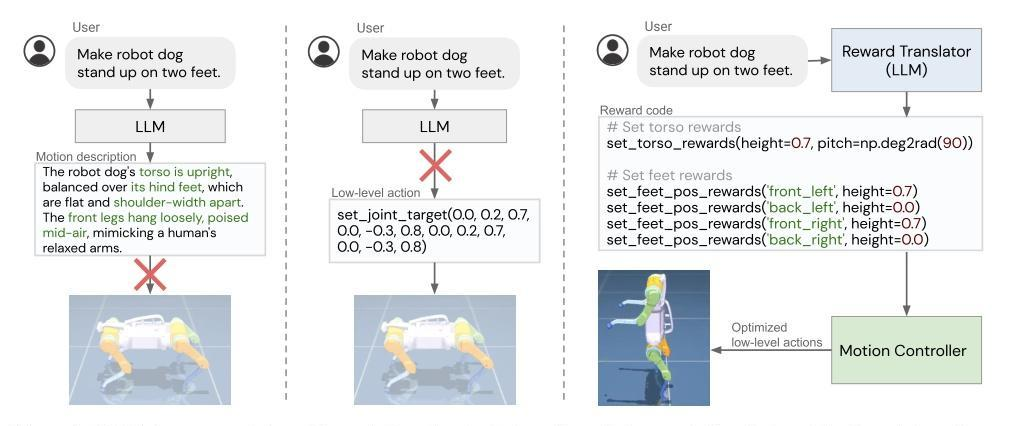 User
Make robot dog
stand up on two feet.
LLM
Motion description
The robot dog's torso is upright,
balanced over its hind feet, which
are flat and shoulder-width apart.
The front legs hang loosely, poised
mid-air, mimicking a human's
relaxed arms.
User
Make robot dog
stand up on two feet.
LLM
Low-level action
set_joint_target(0.0, 0.2, 0.7,
0.0, -0.3, 0.8, 0.0, 0.2, 0.7,
0.0, -0.3, 0.8)
User
Make robot dog
stand up on two feet.
Reward Translator
(LLM)
Reward code
# Set torso rewards
set_torso_rewards(height=0.7, pitch=np.deg2rad(90))
# Set feet rewards
set_feet_pos_rewards('front_left', height=0.7)
set_feet_pos_rewards('back_left', height=0.0)
set_feet_pos_rewards('front_right', height=0.7)
set_feet_pos_rewards('back_right', height=0.0)
Optimized
low-level actions
Motion Controller